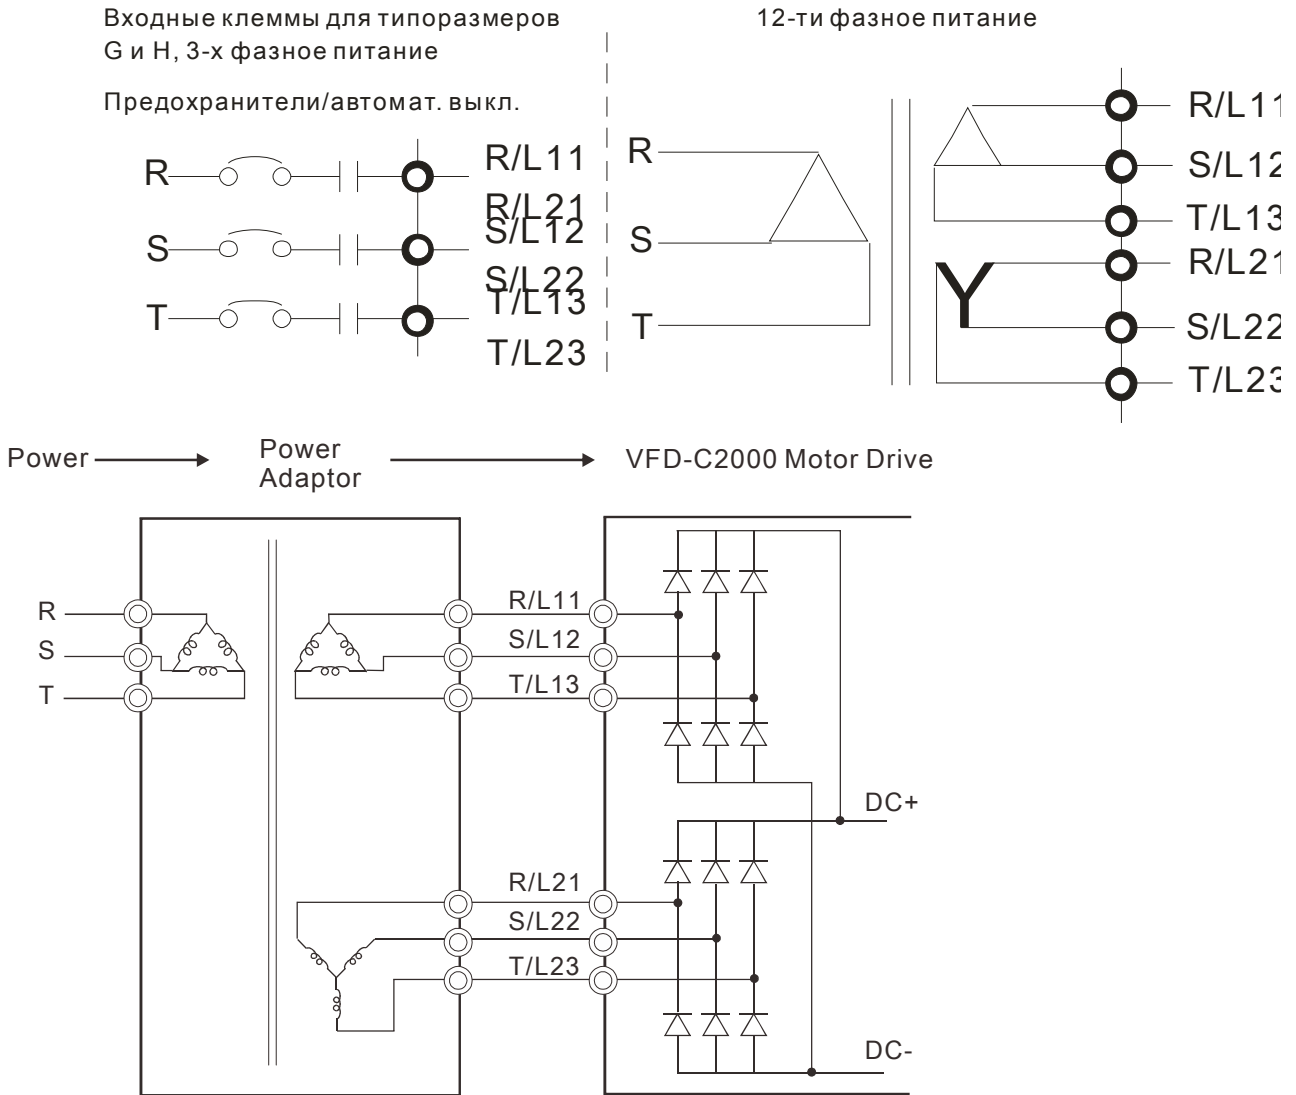 Входные клеммы для типоразмеров
G и H, 3-х фазное питание
Предохранители/автомат. выкл.
R
R/L11
R/L21
S
S/L12
S/L22
T
T/L13
T/L23
12-ти фазное питание
R
S
T
R/L11
S/L12
T/L13
R/L21
S/L22
T/L23
Power
Power
Adaptor
VFD-C2000 Motor Drive
R
S
T
R/L11
S/L12
T/L13
R/L21
S/L22
T/L23
DC+
DC-